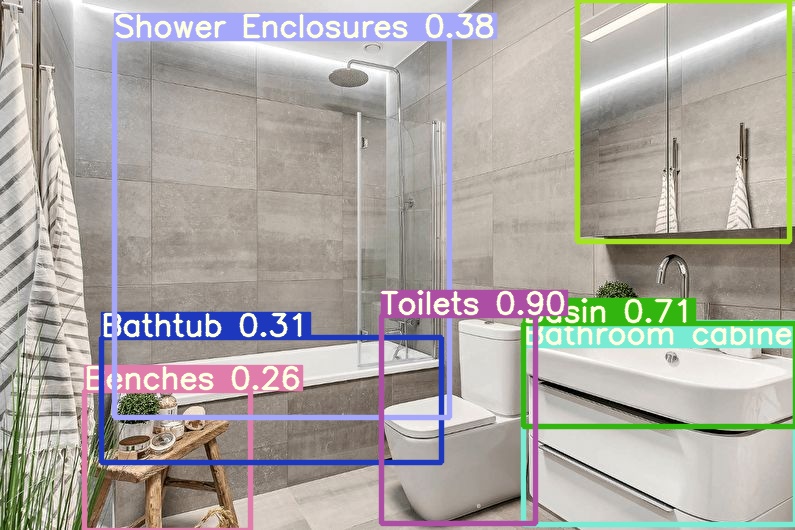 Shower Enclosures 0.38
Toilets 0.90
Basin 0.71
Bathtub 0.31
Bathroom cabine
Benches 0.26